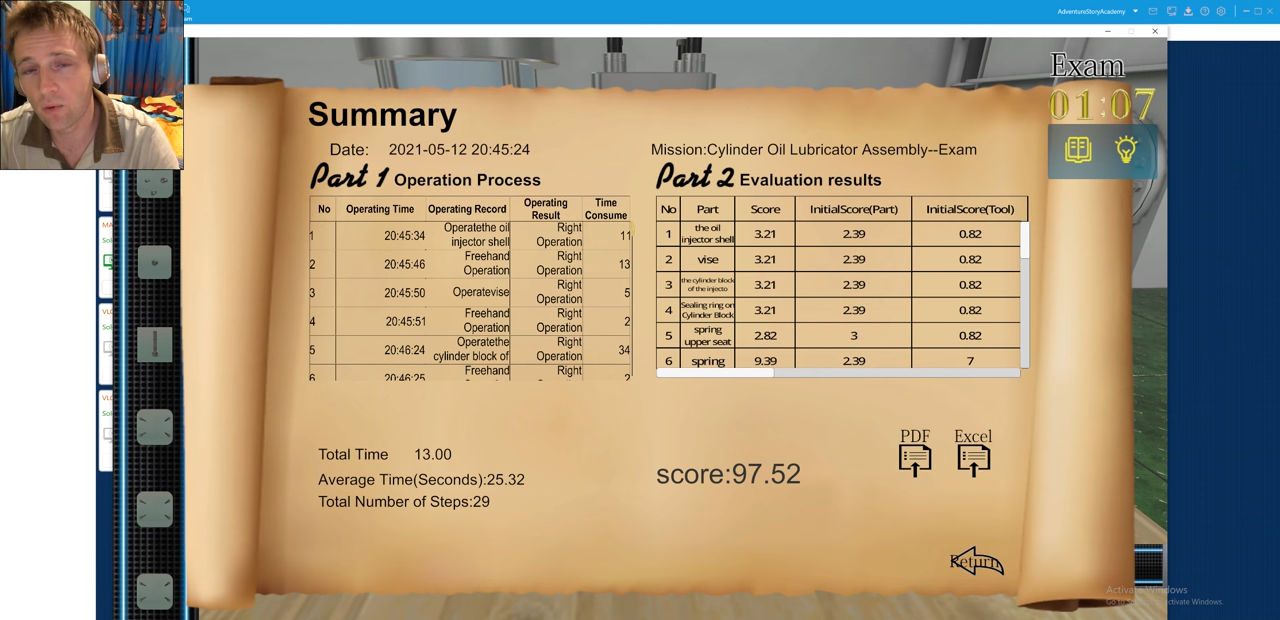 AdventureStoryAcademy
Exam
01:07
Summary
Date: 2021-05-12 20:45:24
Mission:Cylinder Oil Lubricator Assembly--Exam
Part 1 Operation Process
No Operating Time Operating Record Operating Result Time Consume
1 20:45:34 Operatethe oil injector shell Right Operation 11
2 20:45:46 Freehand Operation Right Operation 13
3 20:45:50 Operatevise Right Operation 5
4 20:45:51 Freehand Operation Right Operation 2
5 20:46:24 Operatethe cylinder block of Right Operation 34
6 20:46:25 Freehand Right 2
Part 2 Evaluation results
No Part Score InitialScore(Part) InitialScore(Tool)
1 the oil injector shell 3.21 2.39 0.82
2 vise 3.21 2.39 0.82
3 the cylinder block of the injecto 3.21 2.39 0.82
4 Sealing ring on Cylinder Block 3.21 2.39 0.82
5 spring upper seat 2.82 3 0.82
6 spring 9.39 2.39 7
Total Time 13.00
Average Time(Seconds):25.32
Total Number of Steps:29
score:97.52
PDF Excel
Return
Activate Windows